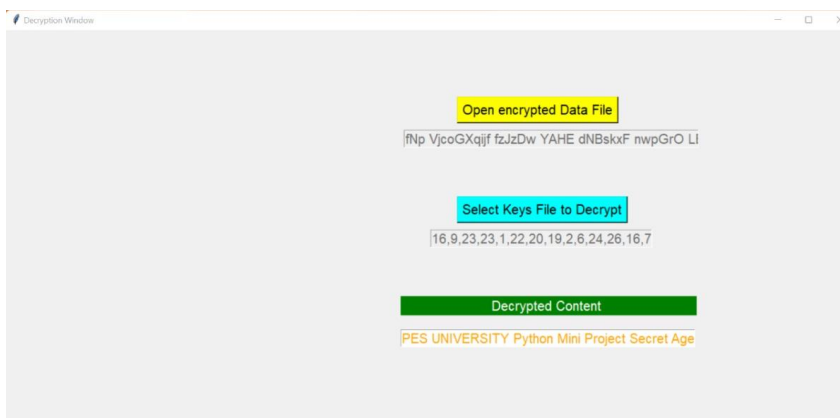 Decryption Window
Open encrypted Data File
fNp VjcoGXqijf fzJzDw YAHE dNBskxF nwpGrO
Select Keys File to Decrypt
16,9,23,23,1,22,20,19,2,6,24,26,16,7
Decrypted Content
PES UNIVERSITY Python Mini Project Secret Age